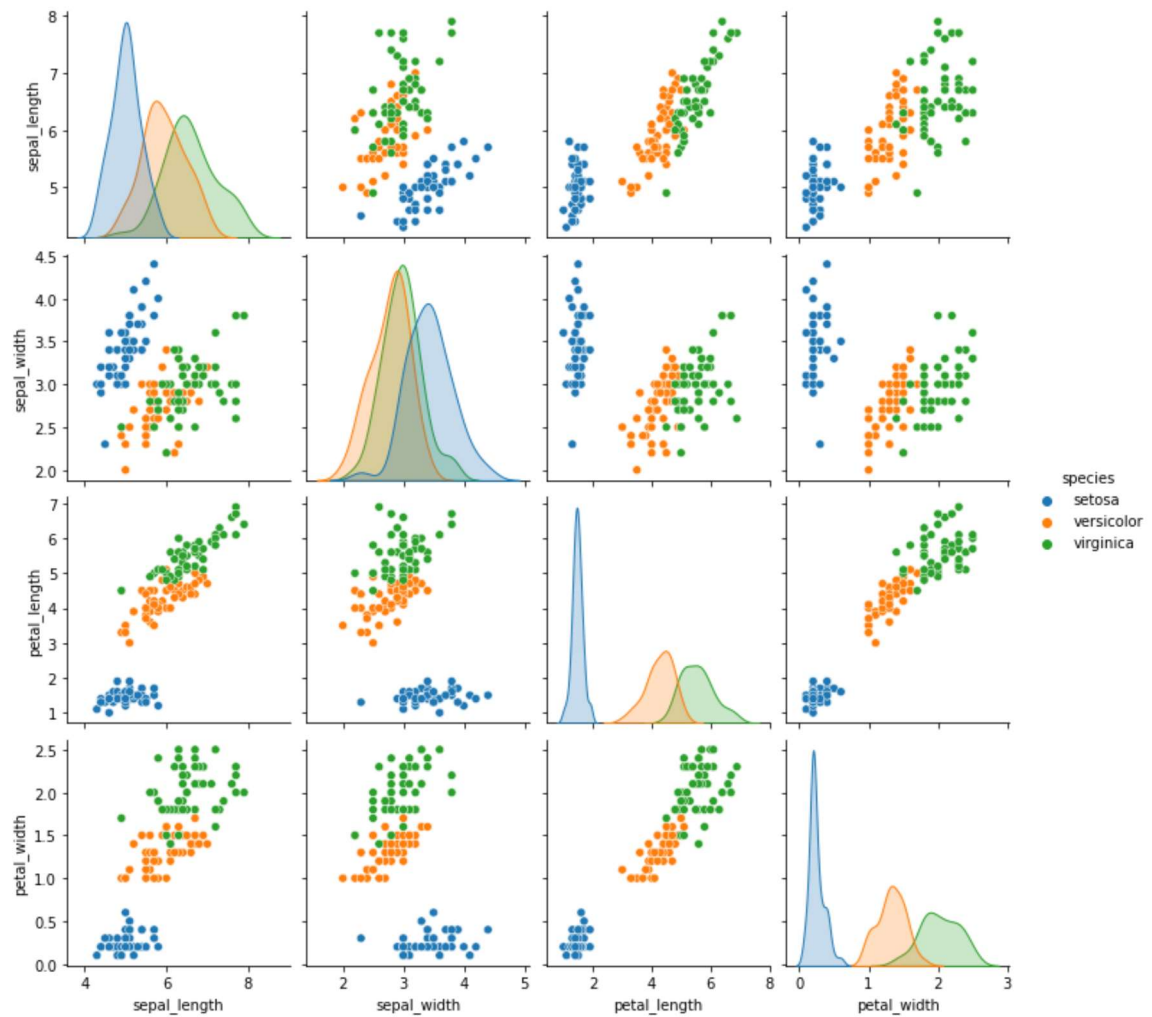 8
7
6
5
sepal_length
4.5
4.0
3.5
3.0
2.5
2.0
sepal_width
species
setosa
versicolor
virginica
7
6
5
4
3
2
1
petal_length
2.5
2.0
1.5
1.0
0.5
0.0
petal_width
4 6 8 2 3 4 5 2 4 6 8 0 1 2 3
sepal_length sepal_width petal_length petal_width